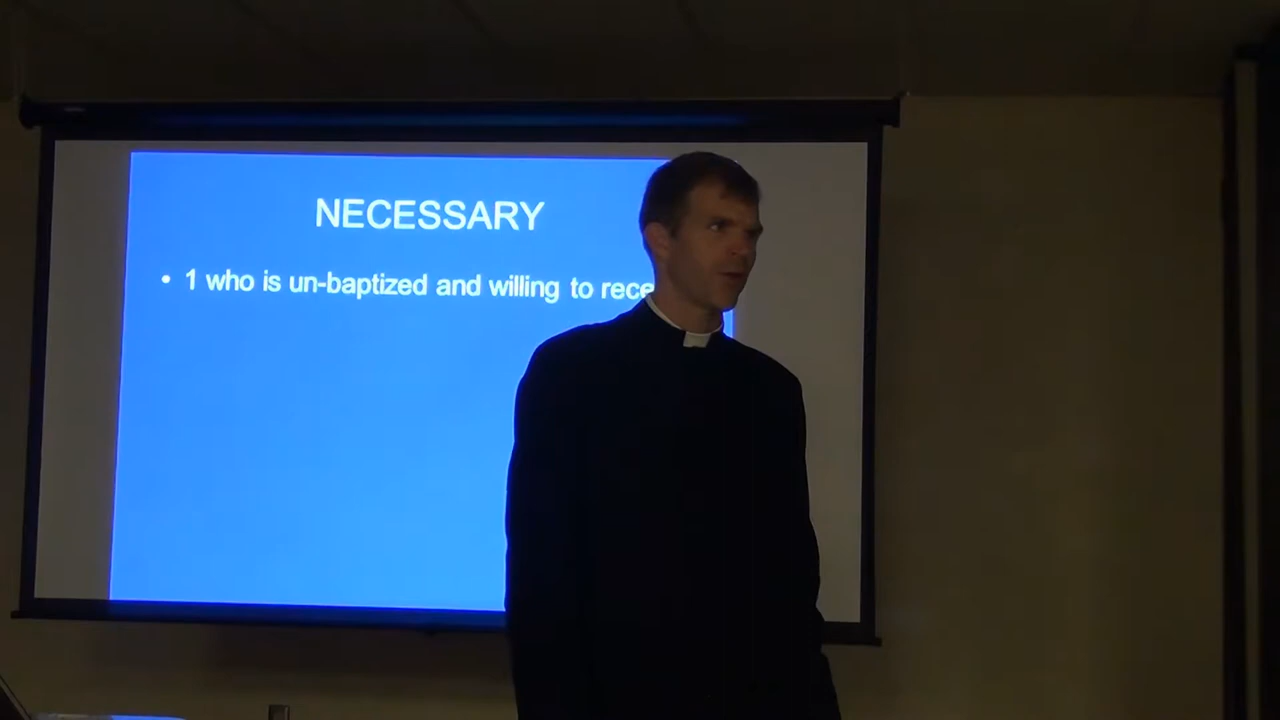 NECESSARY
• 1 who is un-baptized and willing to rece